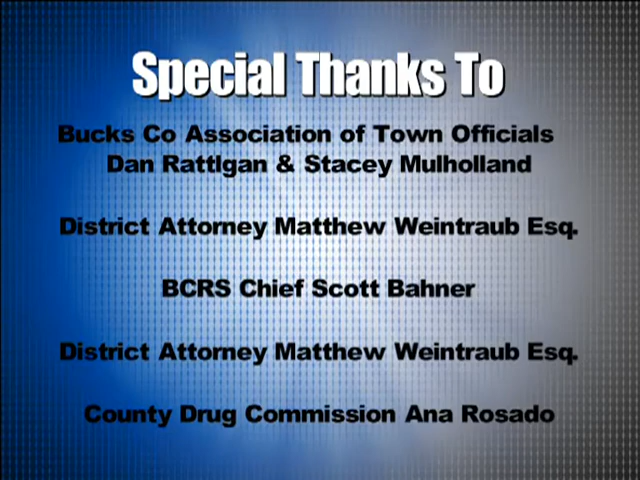 Special Thanks To
Bucks Co Association of Town Officials
Dan Rattlgan & Stacey Mulholland
District Attorney Matthew Weintraub Esq.
BCRS Chief Scott Bahner
District Attorney Matthew Weintraub Esq.
County Drug Commission Ana Rosado